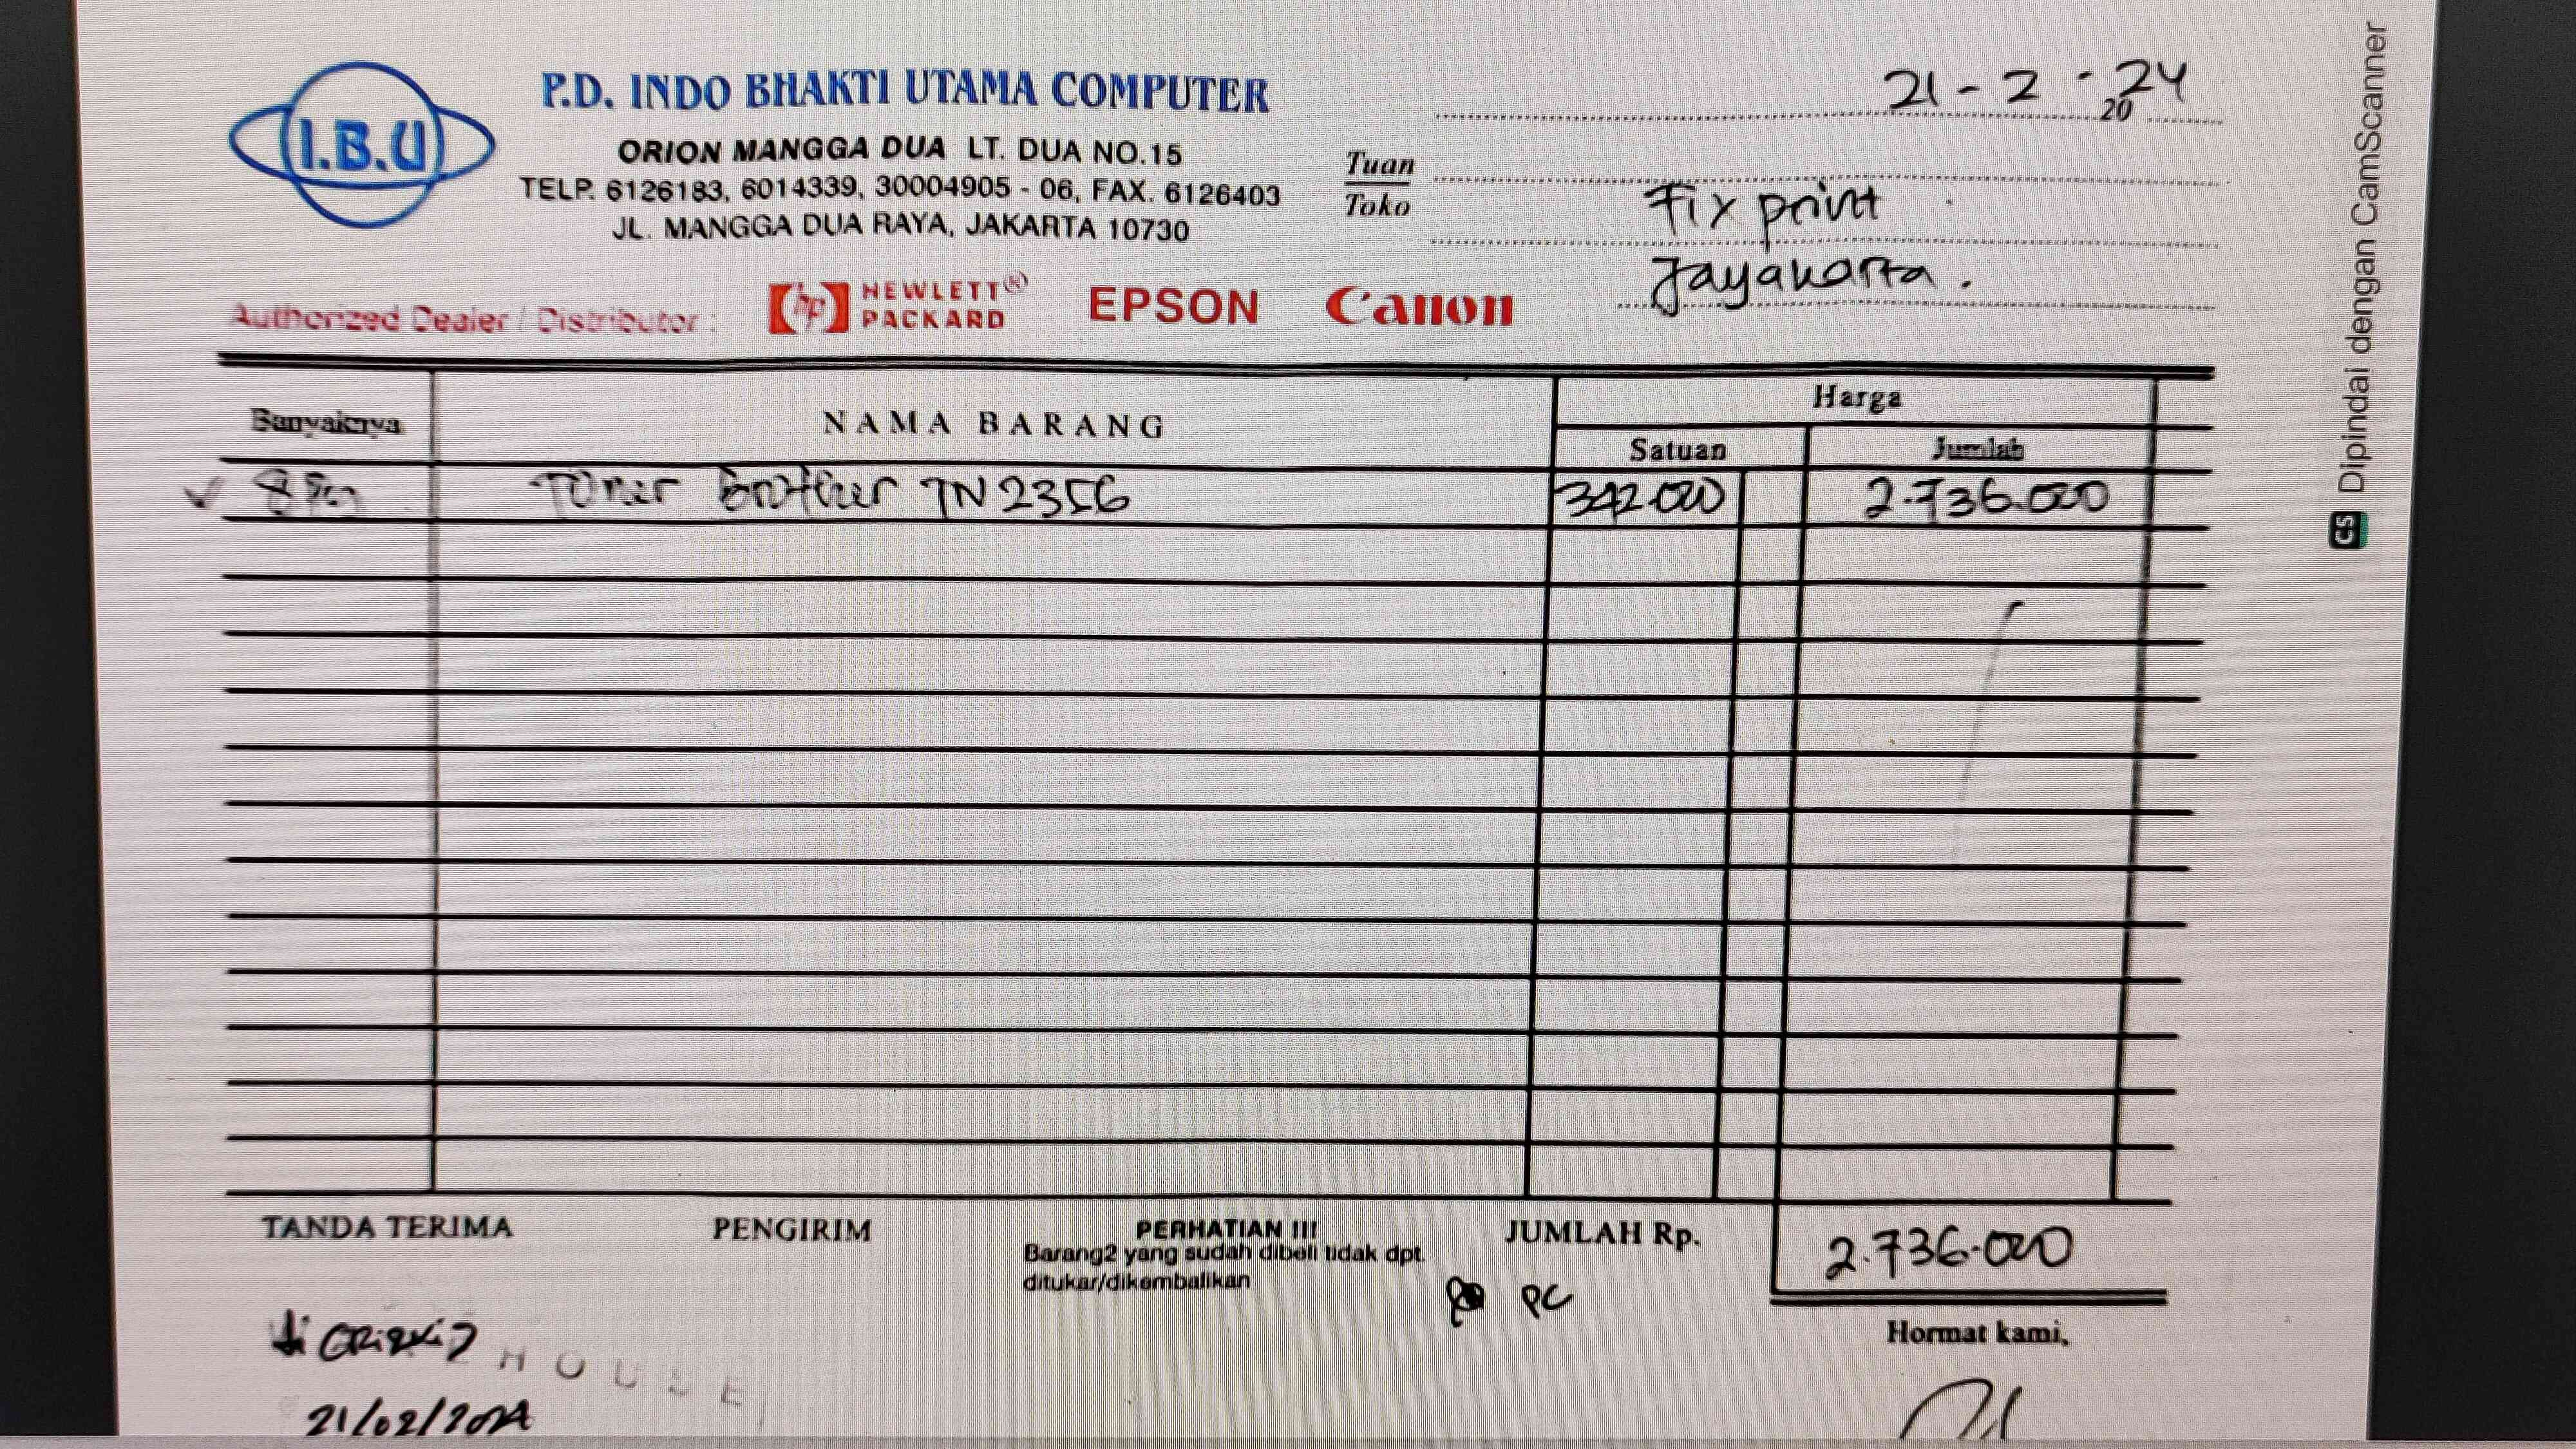 I.B.U
P.D. INDO BHAKTI UTAMA COMPUTER
ORION MANGGA DUA LT. DUA NO.15
TELP. 6126183, 6014339, 30004905 - 06, FAX. 6126403
JL. MANGGA DUA RAYA, JAKARTA 10730
21 - 2 - 2024
Tuan
Toko
Fix print
Jayakarta.
Authorized Dealer / Distributor :
hp HEWLETT® PACKARD
EPSON
Canon
Banyaknya
NAMA BARANG
Harga
Satuan
Jumlah
8 Toner Brother TN 2356 342.000 2.736.000
TANDA TERIMA
PENGIRIM
PERHATIAN !!!
Barang2 yang sudah dibeli tidak dpt.
ditukar/dikembalikan
JUMLAH Rp. 2.736.000
PC
Hormat kami,
HOUSE
21/02/2024
CS Dipindai dengan CamScanner